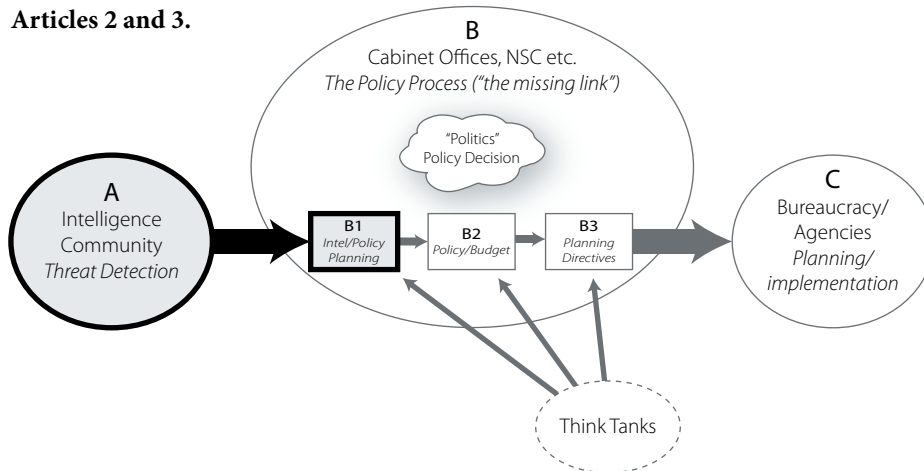 Articles 2 and 3.
B
Cabinet Offices, NSC etc.
The Policy Process ("the missing link")
"Politics"
Policy Decision
A
Intelligence
Community
Threat Detection
B1
Intel/Policy
Planning
B2
Policy/Budget
B3
Planning
Directives
C
Bureaucracy/
Agencies
Planning/
implementation
Think Tanks